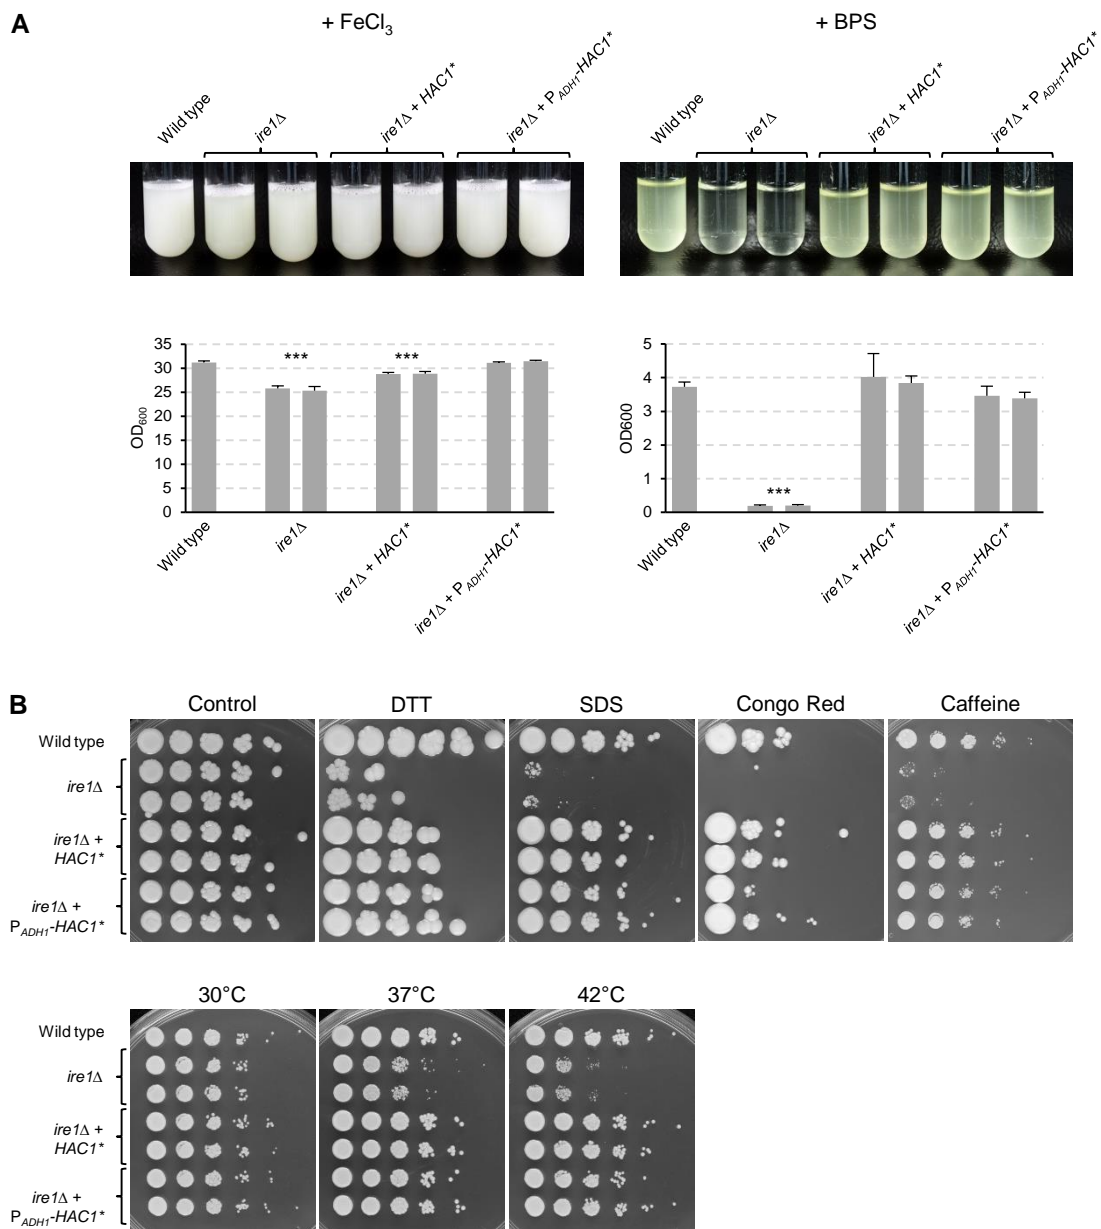 A
+ FeCl3
+ BPS
Wild type
ire1Δ
ire1Δ + HAC1*
ire1Δ + PADH1-HAC1*
Wild type
ire1Δ
ire1Δ + HAC1*
ire1Δ + PADH1-HAC1*
35
30
25
20
15
10
5
0
OD600
***
***
Wild type
ire1Δ
ire1Δ + HAC1*
ire1Δ + PADH1-HAC1*
5
4
3
2
1
0
OD600
***
Wild type
ire1Δ
ire1Δ + HAC1*
ire1Δ + PADH1-HAC1*
B
Control
DTT
SDS
Congo Red
Caffeine
Wild type
ire1Δ
ire1Δ +
HAC1*
ire1Δ +
PADH1-HAC1*
30°C
37°C
42°C
Wild type
ire1Δ
ire1Δ +
HAC1*
ire1Δ +
PADH1-HAC1*